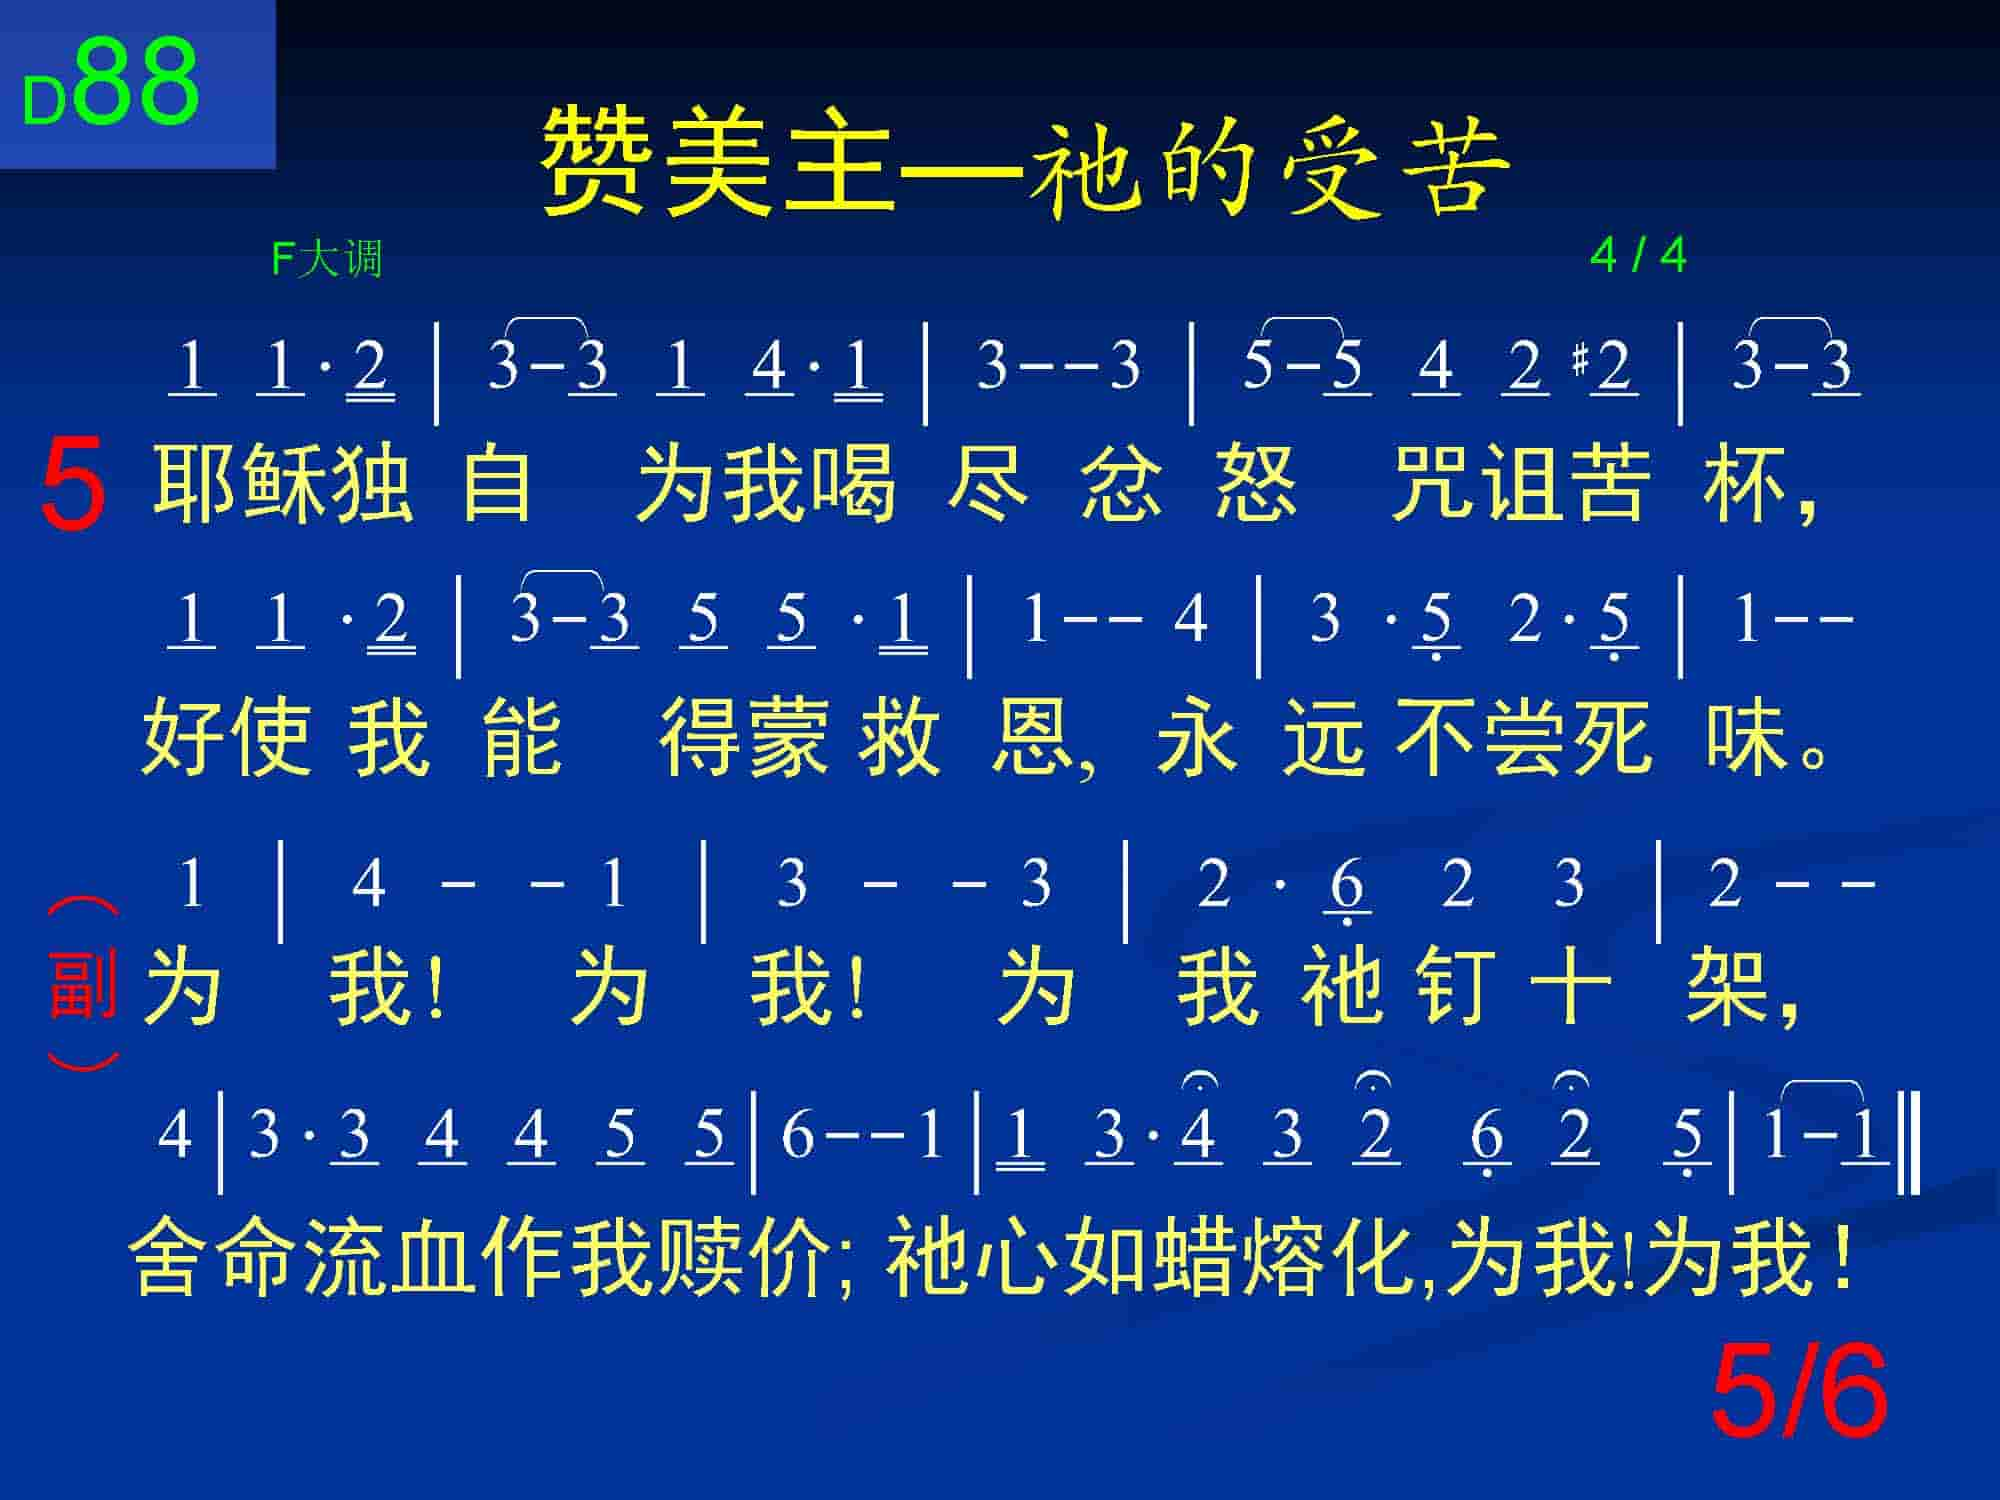 D88
赞美主—祂的受苦
F大调 4 / 4
1 1 · 2 | 3 - 3 1 4 · 1 | 3 - - 3 | 5 - 5 4 2 #2 | 3 - 3
5 耶稣独 自 为我喝 尽 忿 怒 咒诅苦 杯,
1 1 · 2 | 3 - 3 5 5 · 1 | 1 - - 4 | 3 · 5 2 · 5 | 1 - -
好使 我 能 得蒙 救 恩, 永 远 不尝死 味。
1 | 4 - - 1 | 3 - - 3 | 2 · 6 2 3 | 2 - -
(副) 为 我! 为 我! 为 我 祂 钉 十 架,
4 | 3 · 3 4 4 5 5 | 6 - - 1 | 1 3 · 4 3 2 6 2 5 | 1 - 1 ‖
舍命流血作我赎价; 祂心如蜡熔化,为我!为我!
5/6